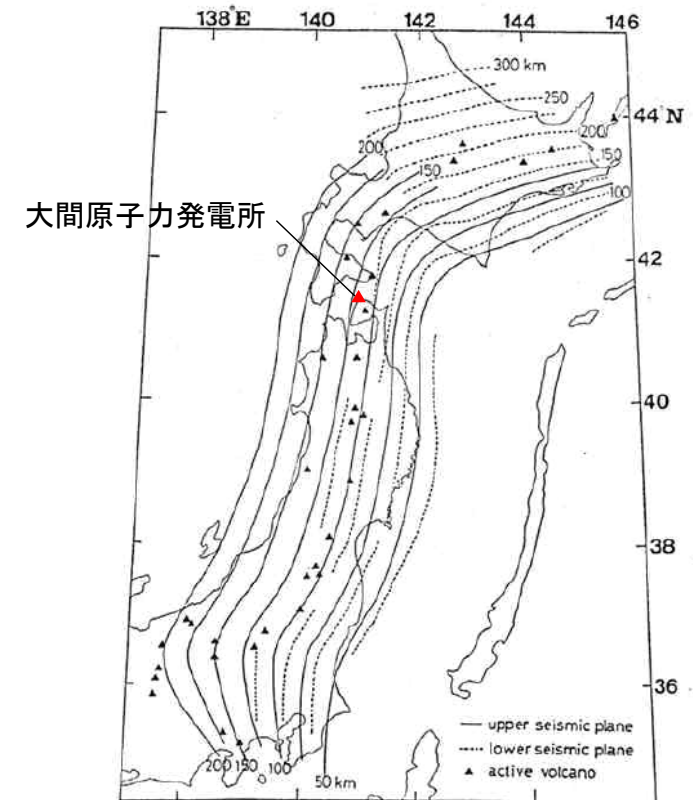 138°E 140 142 144 146
300 km
250
44°N
200
200
150
150
100
大間原子力発電所
42
40
38
36
upper seismic plane
lower seismic plane
active volcano
200 150 100
50 km